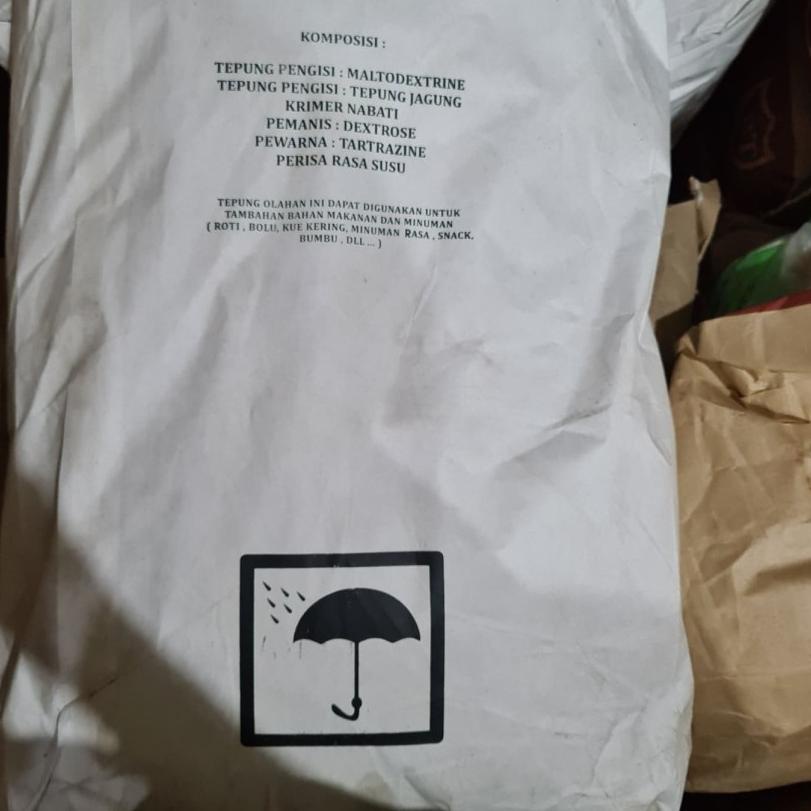 KOMPOSISI :
TEPUNG PENGISI : MALTODEXTRINE
TEPUNG PENGISI : TEPUNG JAGUNG
KRIMER NABATI
PEMANIS : DEXTROSE
PEWARNA : TARTRAZINE
PERISA RASA SUSU
TEPUNG OLAHAN INI DAPAT DIGUNAKAN UNTUK
TAMBAHAN BAHAN MAKANAN DAN MINUMAN
( ROTI , BOLU, KUE KERING, MINUMAN RASA , SNACK.
BUMBU , DLL ... )